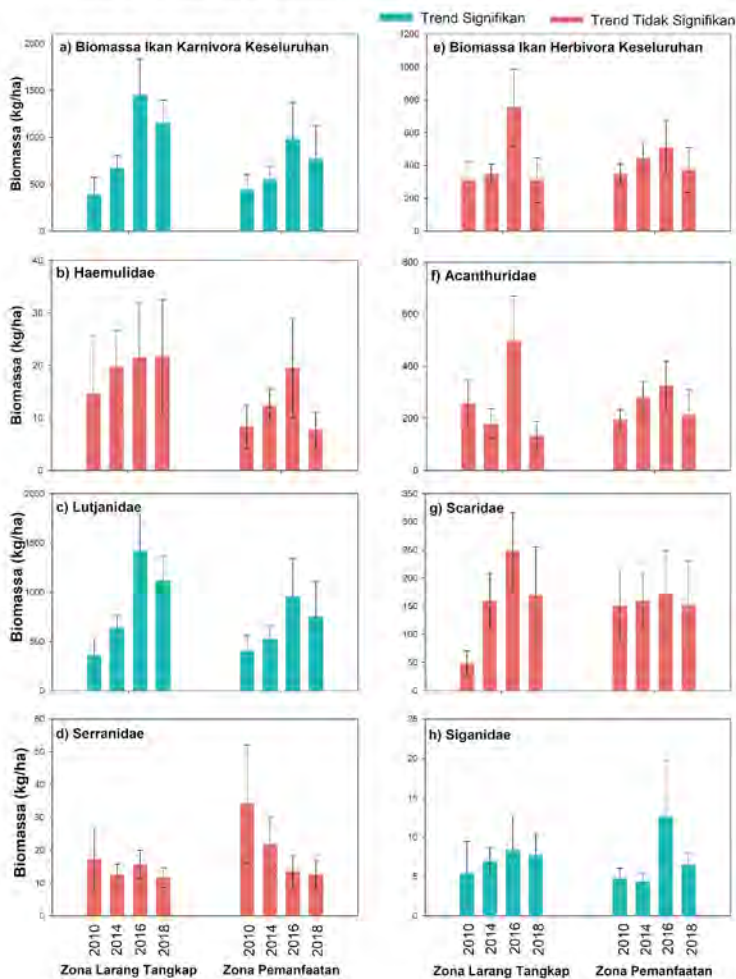 Trend Signifikan
Trend Tidak Signifikan
a) Biomassa Ikan Karnivora Keseluruhan
Biomassa (kg/ha)
2000
1500
1000
500
0
e) Biomassa Ikan Herbivora Keseluruhan
1200
1000
800
600
400
200
0
b) Haemulidae
Biomassa (kg/ha)
40
30
20
10
0
f) Acanthuridae
800
600
400
200
0
c) Lutjanidae
Biomassa (kg/ha)
2000
1500
1000
500
0
g) Scaridae
350
300
250
200
150
100
50
0
d) Serranidae
Biomassa (kg/ha)
60
50
40
30
20
10
0
h) Siganidae
25
20
15
10
5
0
2010 2014 2016 2018 2010 2014 2016 2018
2010 2014 2016 2018 2010 2014 2016 2018
Zona Larang Tangkap Zona Pemanfaatan
Zona Larang Tangkap Zona Pemanfaatan